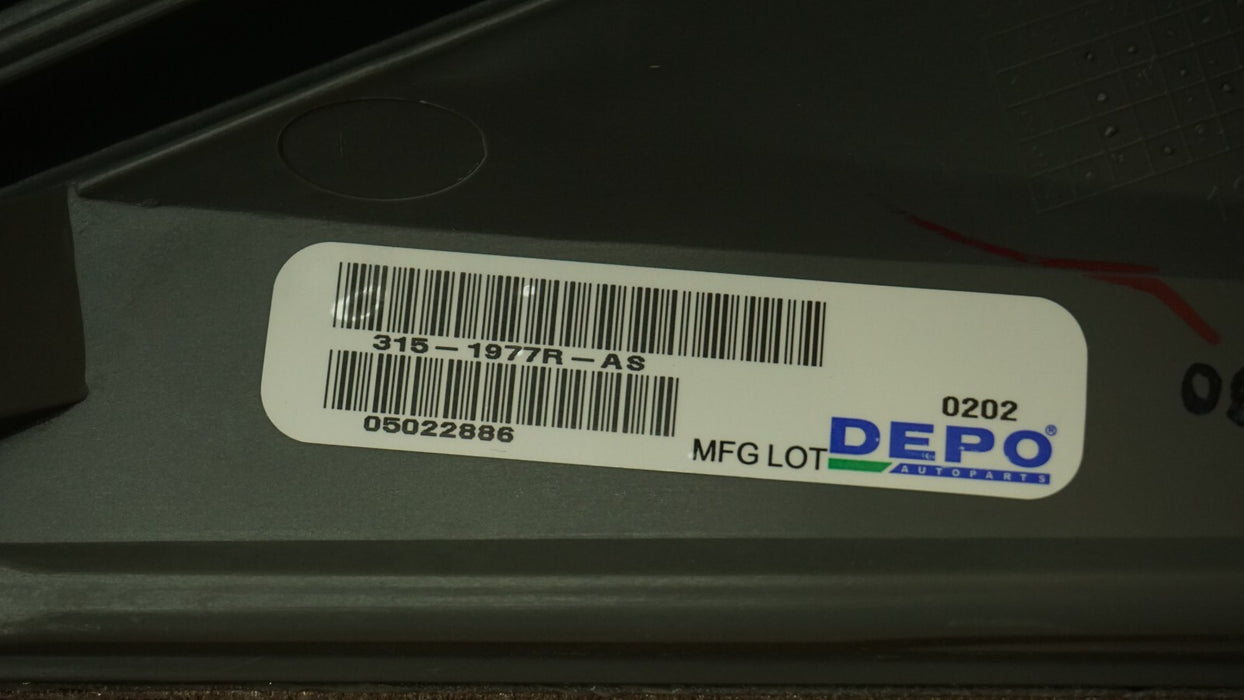 315-1977R-AS
05022886
0202
MFG LOT
DEPO®
AUTOPARTS